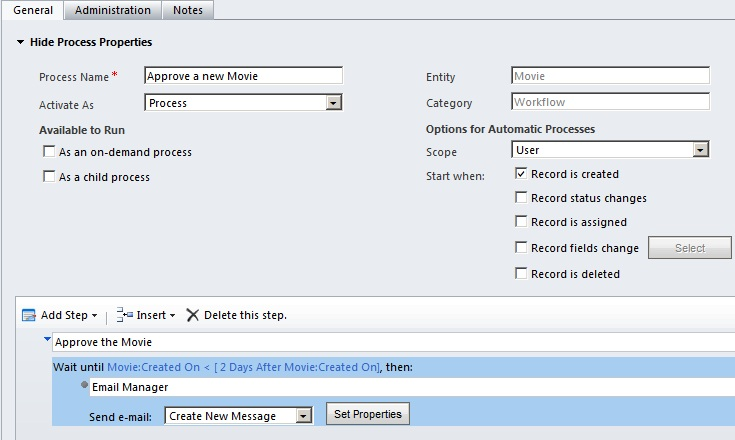 General Administration Notes
Hide Process Properties
Process Name * Approve a new Movie Entity Movie
Activate As Process Category Workflow
Available to Run Options for Automatic Processes
As an on-demand process Scope User
As a child process Start when: Record is created
Record status changes
Record is assigned
Record fields change Select
Record is deleted
Add Step Insert Delete this step.
Approve the Movie
Wait until Movie:Created On < [ 2 Days After Movie:Created On], then:
Email Manager
Send e-mail: Create New Message Set Properties